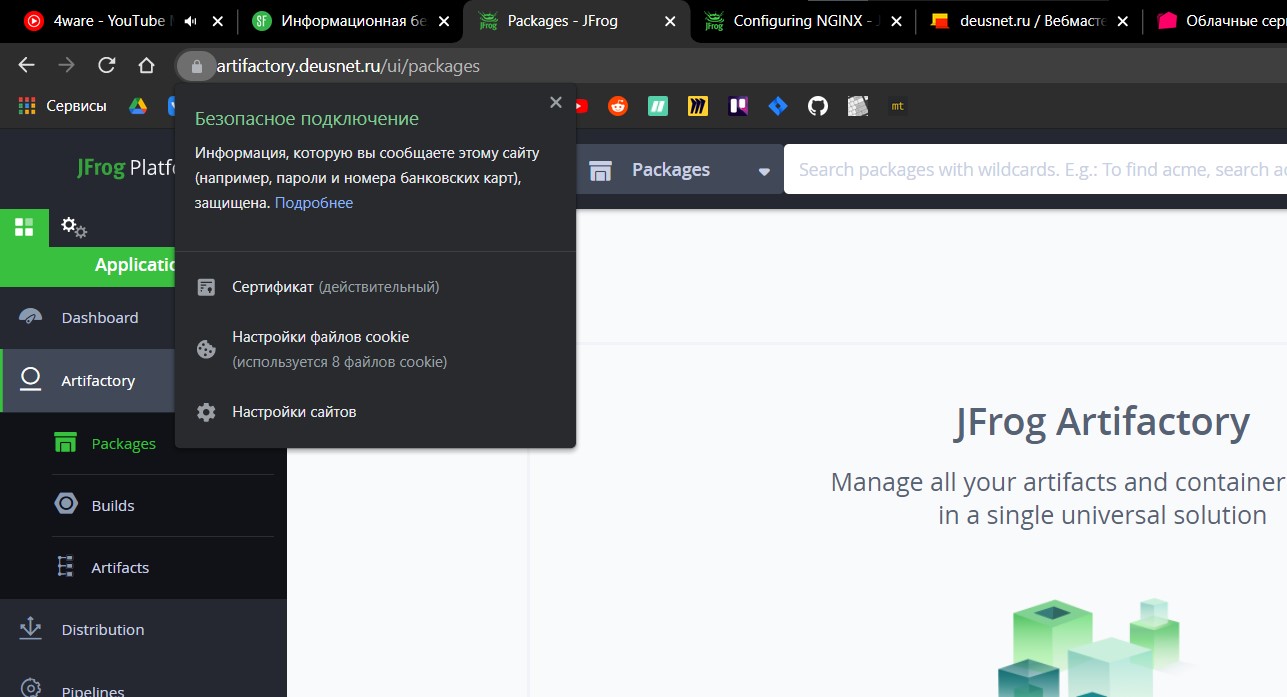 4ware - YouTube
Информационная бе
Packages - JFrog
Configuring NGINX -
deusnet.ru / Вебмасте
Облачные сер
artifactory.deusnet.ru/ui/packages
Сервисы
mt
Безопасное подключение
Информация, которую вы сообщаете этому сайту
(например, пароли и номера банковских карт),
защищена. Подробнее
Сертификат (действительный)
Настройки файлов cookie
(используется 8 файлов cookie)
Настройки сайтов
JFrog Platfo
Packages
Search packages with wildcards. E.g.: To find acme, search ac
Applicatio
Dashboard
Artifactory
Packages
Builds
Artifacts
Distribution
Pipelines
JFrog Artifactory
Manage all your artifacts and container
in a single universal solution